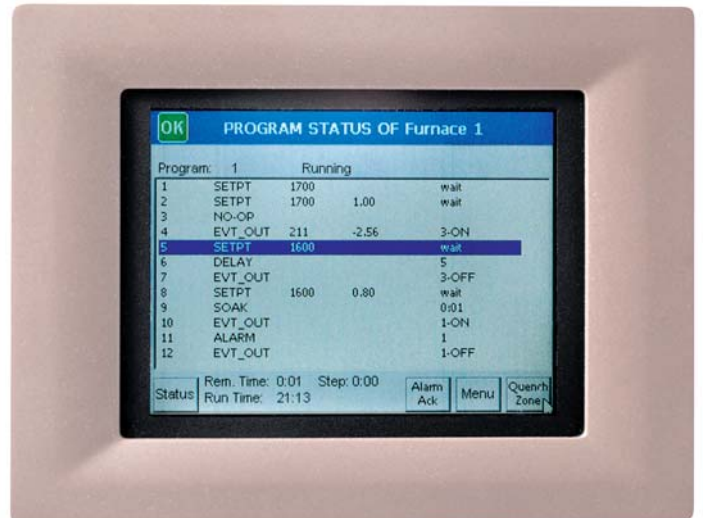 OK PROGRAM STATUS OF Furnace 1
Program: 1 Running
1 SETPT 1700 wait
2 SETPT 1700 1.00 wait
3 NO-OP
4 EVT_OUT 211 -2.56 3-ON
5 SETPT 1600 wait
6 DELAY 5
7 EVT_OUT 3-OFF
8 SETPT 1600 0.80 wait
9 SOAK 0:01
10 EVT_OUT 1-ON
11 ALARM 1
12 EVT_OUT 1-OFF
Status
Rem. Time: 0:01 Step: 0:00
Run Time: 21:13
Alarm
Ack
Menu
Quench
Zone